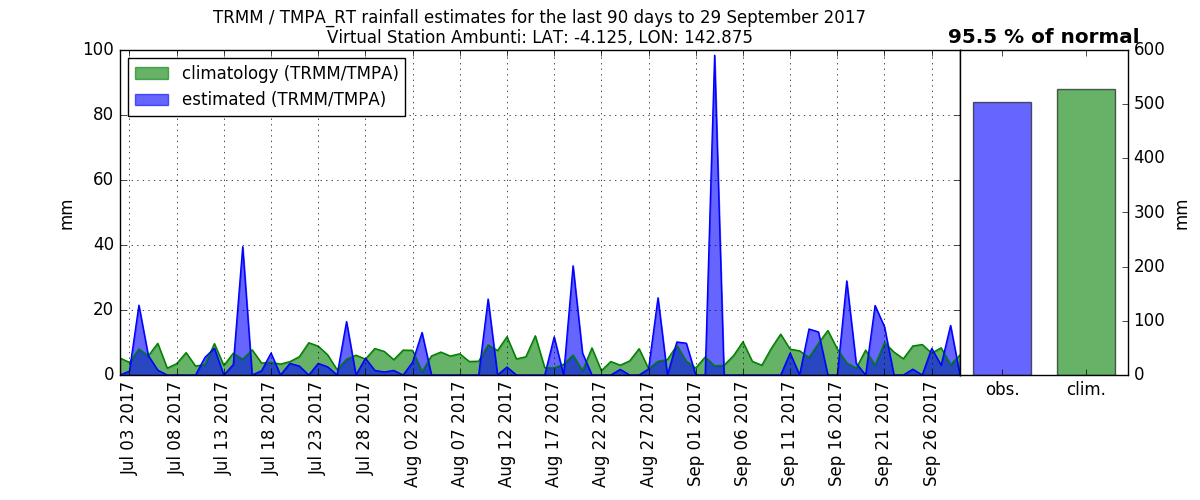 TRMM / TMPA_RT rainfall estimates for the last 90 days to 29 September 2017
Virtual Station Ambunti: LAT: -4.125, LON: 142.875
95.5 % of normal
climatology (TRMM/TMPA)
estimated (TRMM/TMPA)
100
80
60
40
20
0
mm
600
500
400
300
200
100
0
mm
Jul 03 2017
Jul 08 2017
Jul 13 2017
Jul 18 2017
Jul 23 2017
Jul 28 2017
Aug 02 2017
Aug 07 2017
Aug 12 2017
Aug 17 2017
Aug 22 2017
Aug 27 2017
Sep 01 2017
Sep 06 2017
Sep 11 2017
Sep 16 2017
Sep 21 2017
Sep 26 2017
obs.
clim.